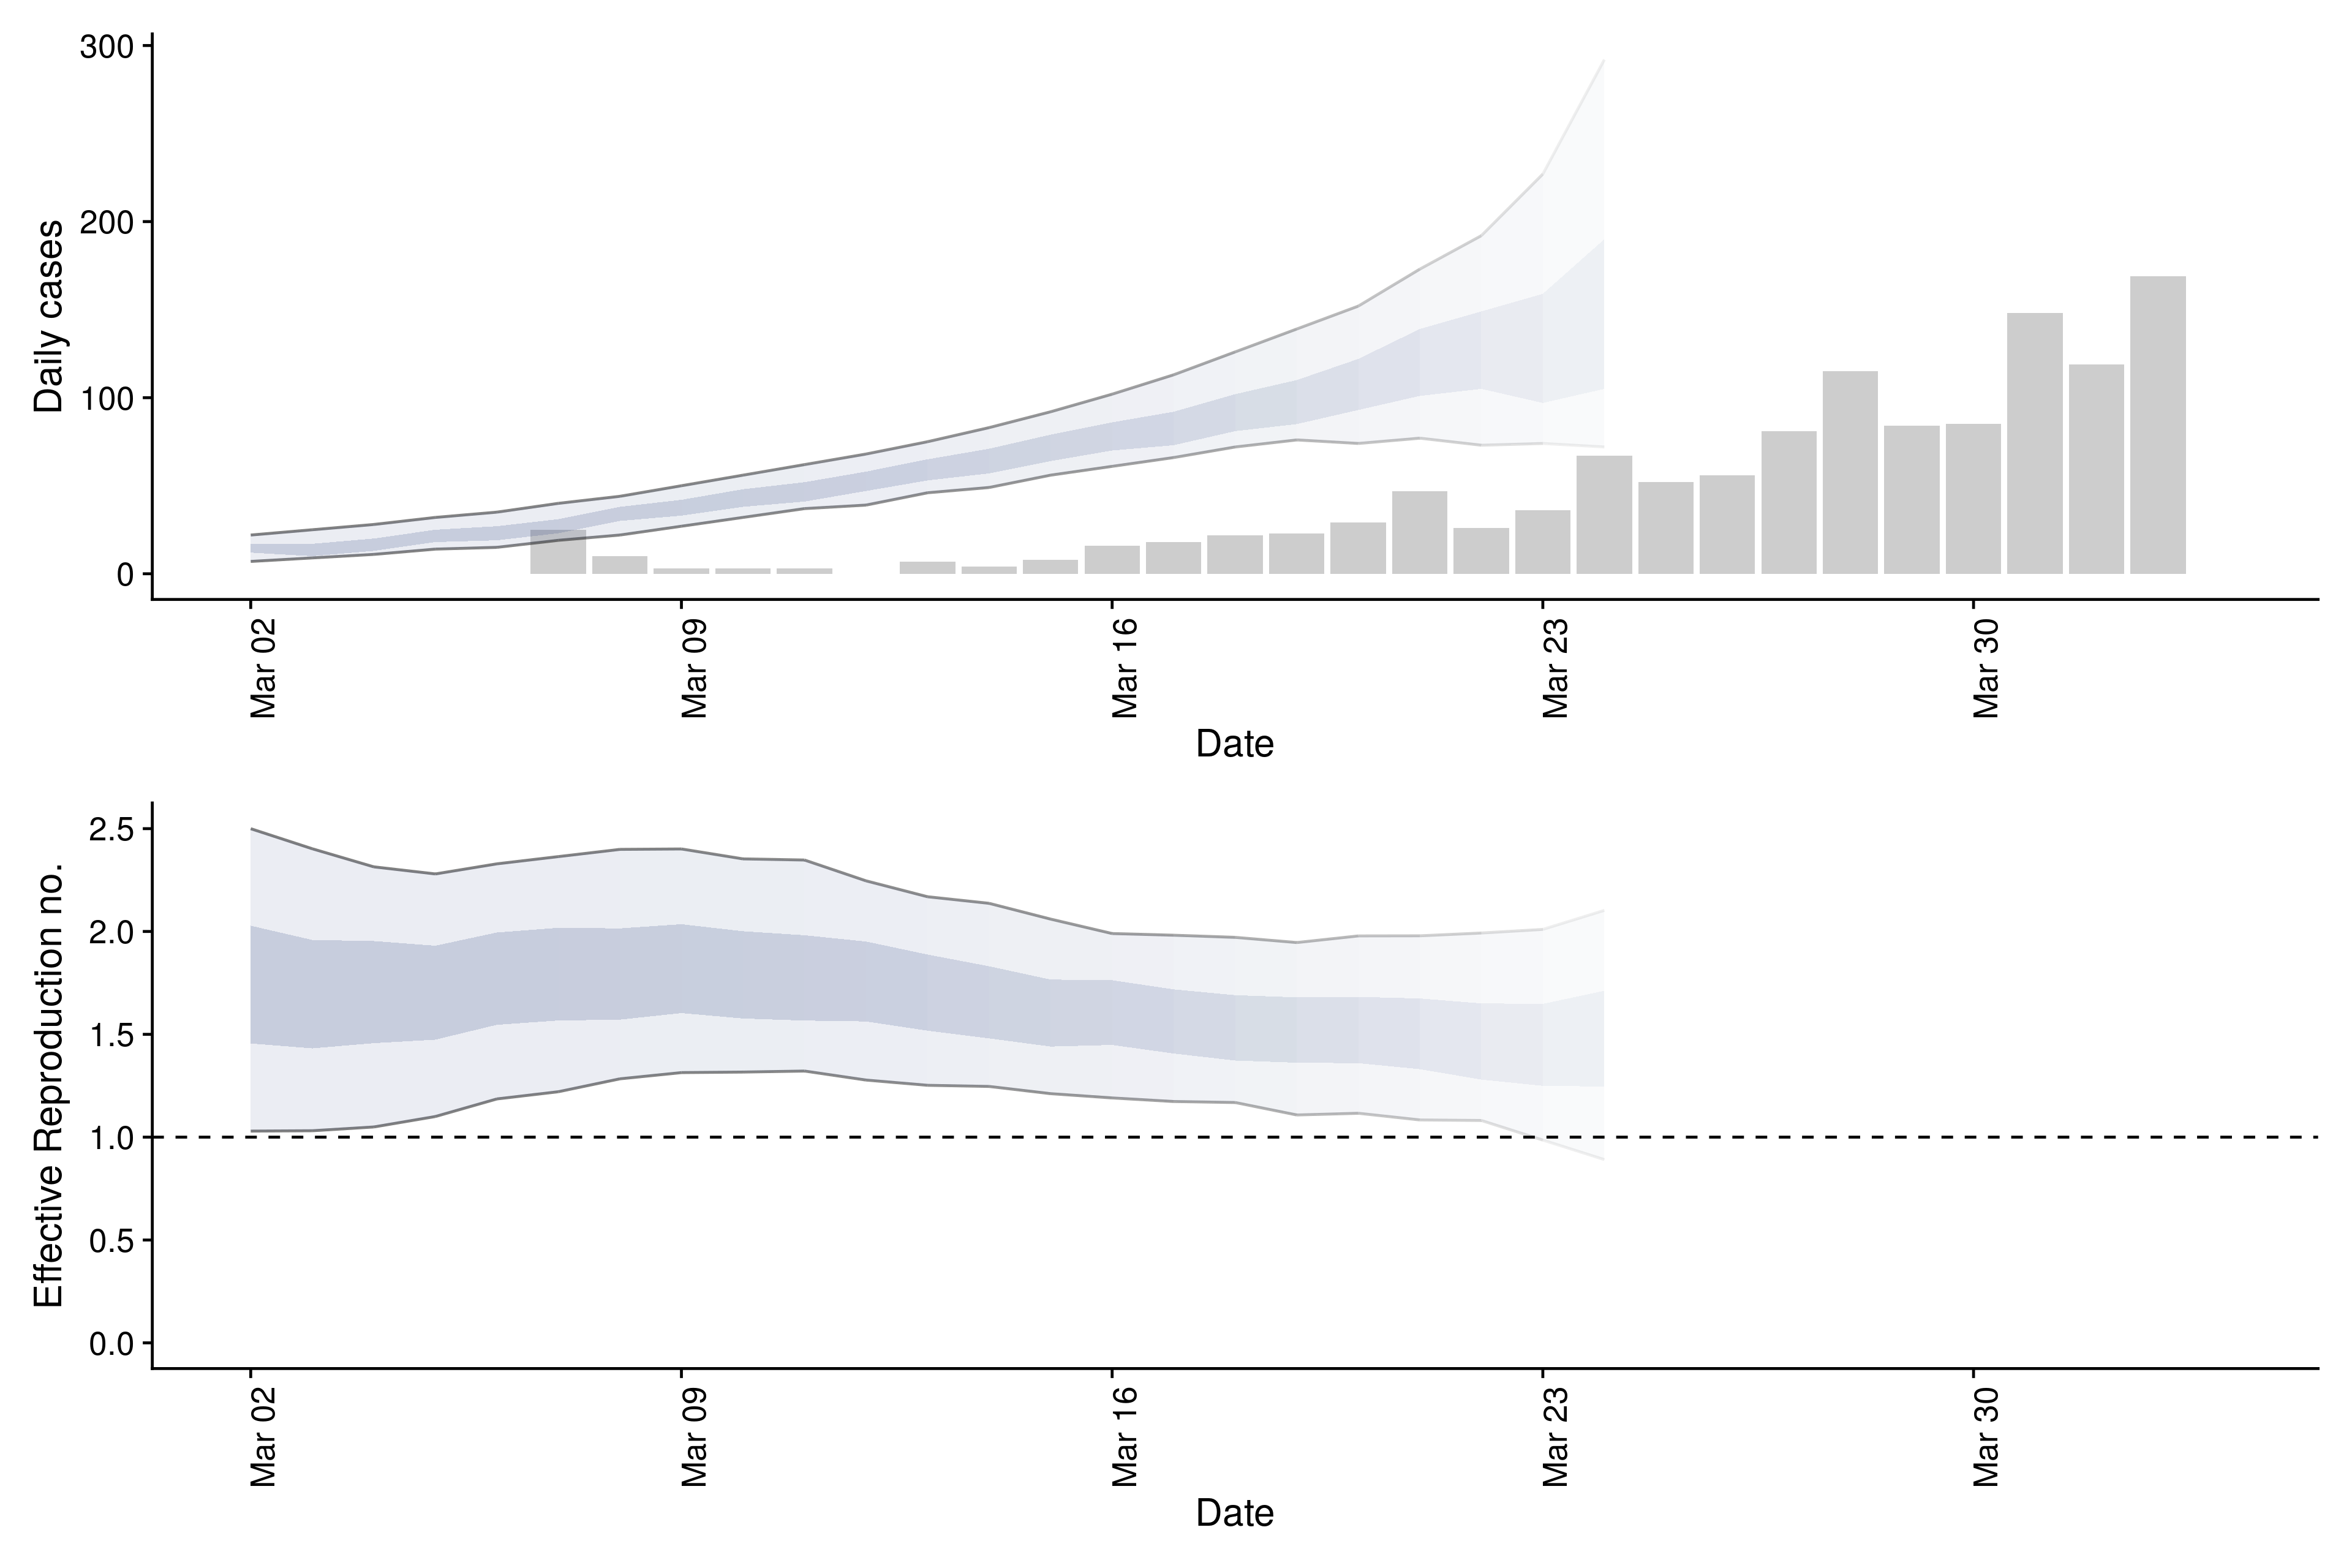 Daily cases
300
200
100
0
Mar 02
Mar 09
Mar 16
Mar 23
Mar 30
Date
Effective Reproduction no.
2.5
2.0
1.5
1.0
0.5
0.0
Mar 02
Mar 09
Mar 16
Mar 23
Mar 30
Date